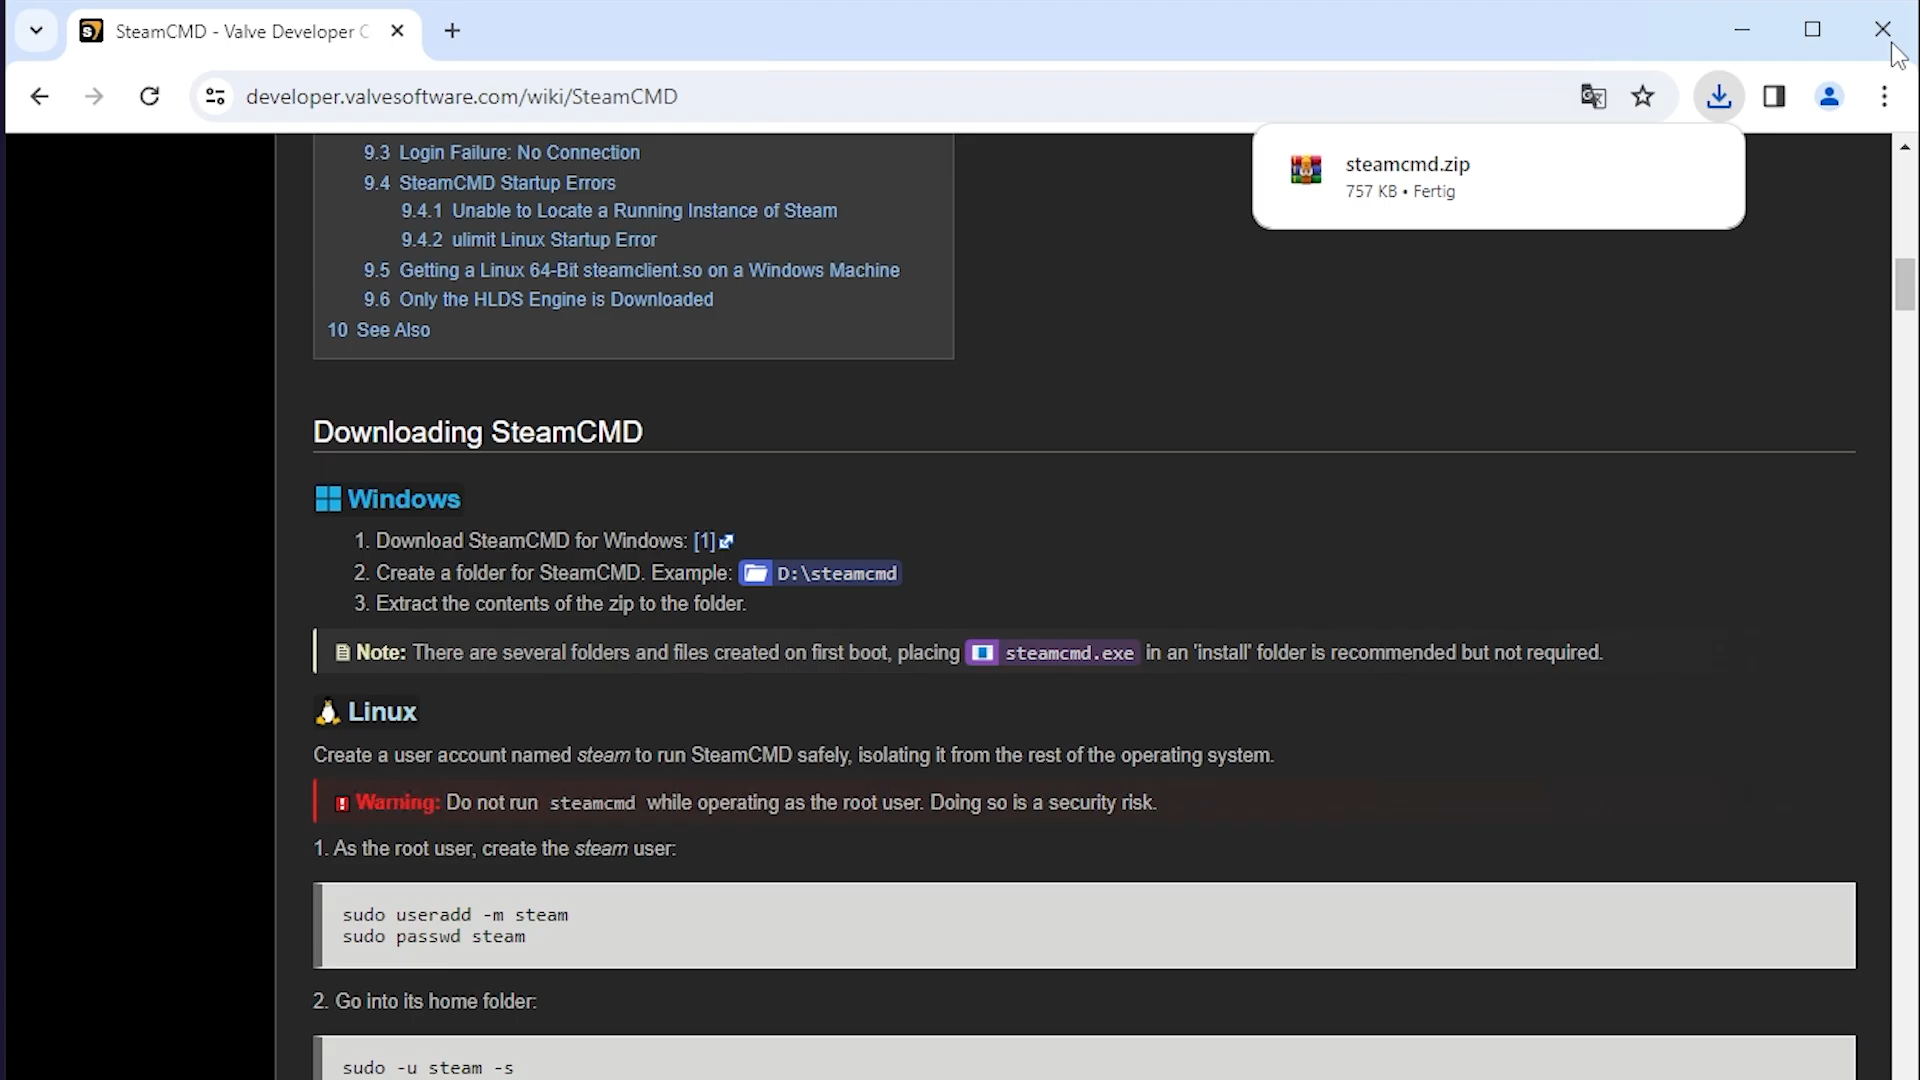 SteamCMD - Valve Developer C
developer.valvesoftware.com/wiki/SteamCMD
steamcmd.zip
757 KB • Fertig
9.3 Login Failure: No Connection
9.4 SteamCMD Startup Errors
9.4.1 Unable to Locate a Running Instance of Steam
9.4.2 ulimit Linux Startup Error
9.5 Getting a Linux 64-Bit steamclient.so on a Windows Machine
9.6 Only the HLDS Engine is Downloaded
10 See Also
Downloading SteamCMD
Windows
1. Download SteamCMD for Windows: [1]
2. Create a folder for SteamCMD. Example: D:\steamcmd
3. Extract the contents of the zip to the folder.
Note: There are several folders and files created on first boot, placing steamcmd.exe in an 'install' folder is recommended but not required.
Linux
Create a user account named steam to run SteamCMD safely, isolating it from the rest of the operating system.
Warning: Do not run steamcmd while operating as the root user. Doing so is a security risk.
1. As the root user, create the steam user:
sudo useradd -m steam
sudo passwd steam
2. Go into its home folder:
sudo -u steam -s